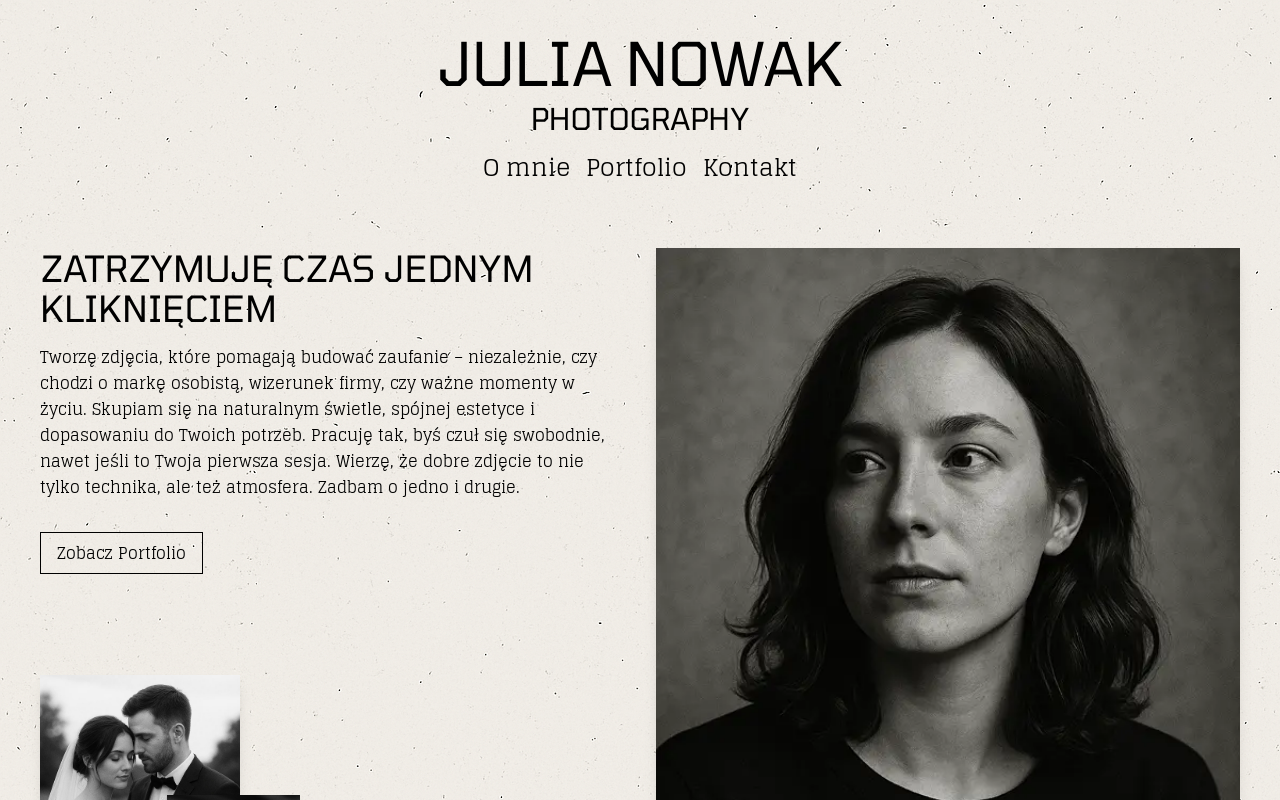 JULIA NOWAK
PHOTOGRAPHY
O mnie Portfolio Kontakt
ZATRZYMUJĘ CZAS JEDNYM
KLIKNIĘCIEM
Tworzę zdjęcia, które pomagają budować zaufanie – niezależnie, czy
chodzi o markę osobistą, wizerunek firmy, czy ważne momenty w
życiu. Skupiam się na naturalnym świetle, spójnej estetyce i
dopasowaniu do Twoich potrzeb. Pracuję tak, byś czuł się swobodnie,
nawet jeśli to Twoja pierwsza sesja. Wierzę, że dobre zdjęcie to nie
tylko technika, ale też atmosfera. Zadbam o jedno i drugie.
Zobacz Portfolio